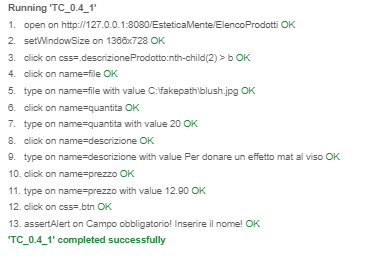 Running 'TC_0.4_1'
1. open on http://127.0.0.1:8080/EsteticaMente/ElencoProdotti OK
2. setWindowSize on 1366x728 OK
3. click on css=.descrizioneProdotto:nth-child(2) > b OK
4. click on name=file OK
5. type on name=file with value C:\fakepath\blush.jpg OK
6. click on name=quantita OK
7. type on name=quantita with value 20 OK
8. click on name=descrizione OK
9. type on name=descrizione with value Per donare un effetto mat al viso OK
10. click on name=prezzo OK
11. type on name=prezzo with value 12.90 OK
12. click on css=.btn OK
13. assertAlert on Campo obbligatorio! Inserire il nome! OK
'TC_0.4_1' completed successfully